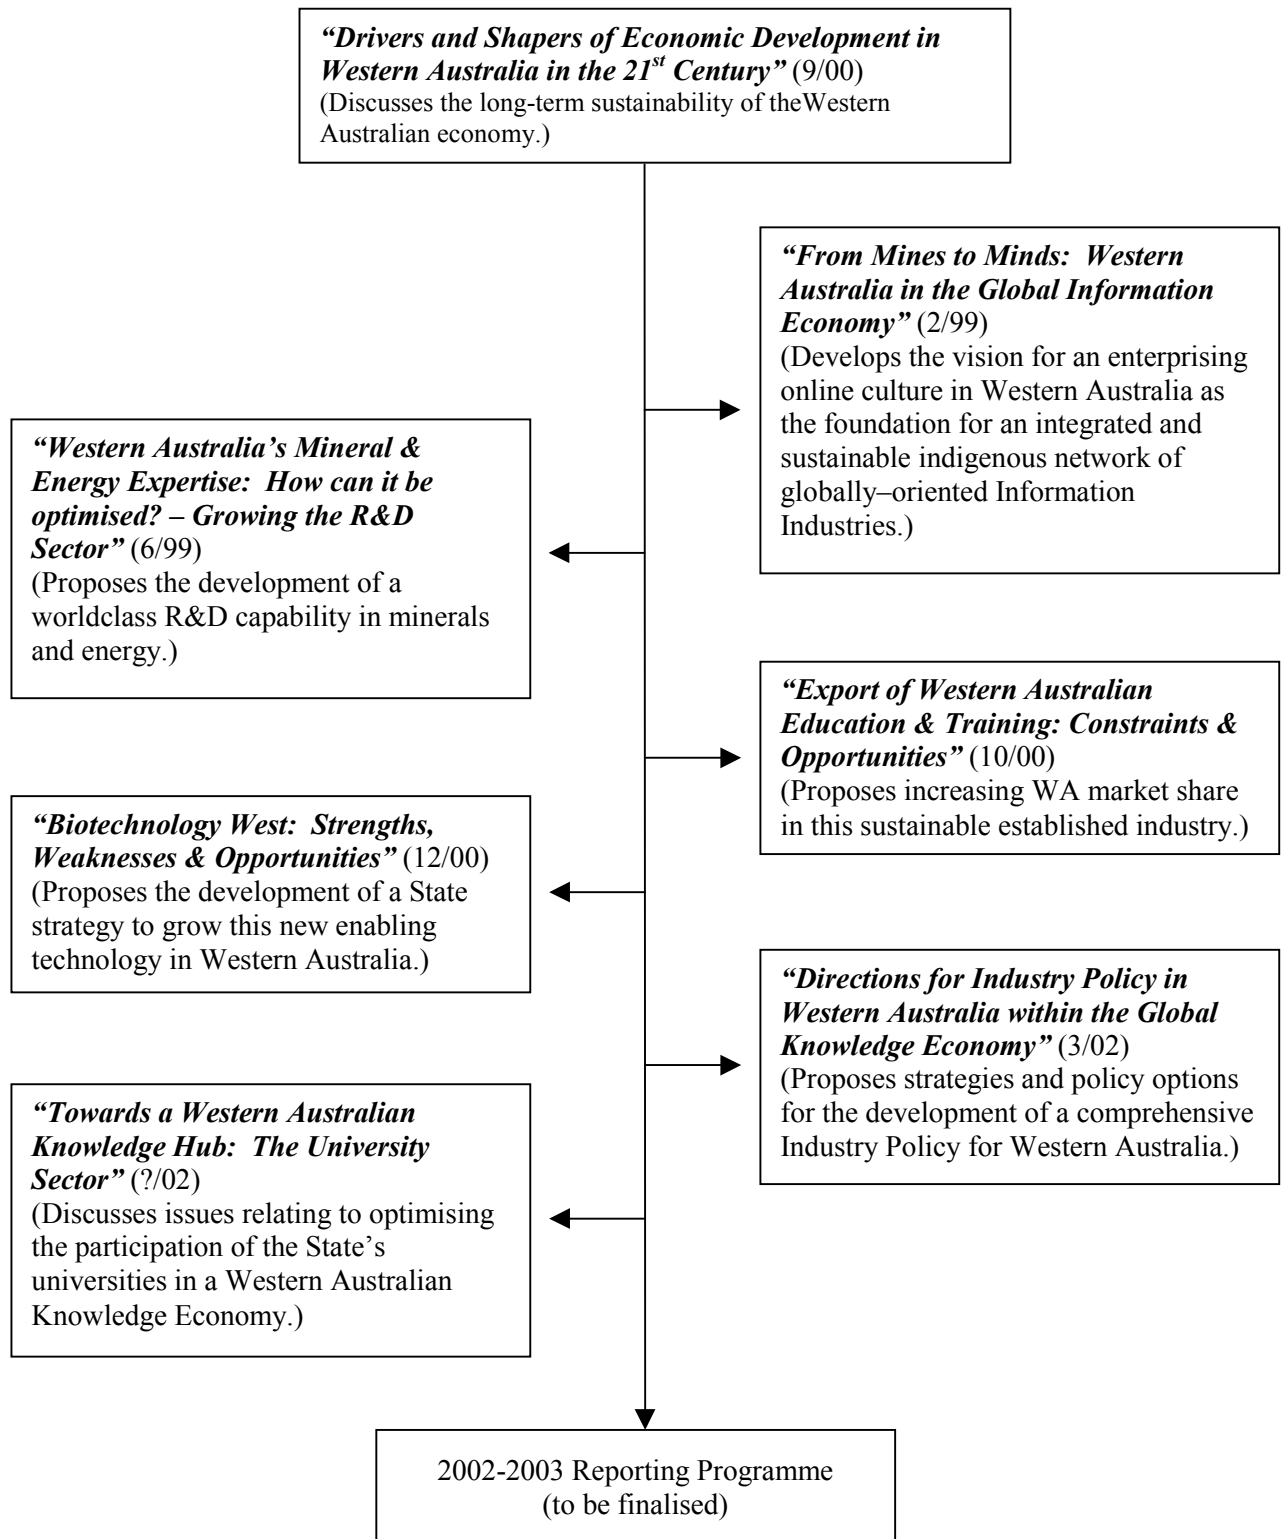 “Drivers and Shapers of Economic Development in
Western Australia in the 21st Century” (9/00)
(Discusses the long-term sustainability of theWestern
Australian economy.)
“From Mines to Minds:  Western
Australia in the Global Information
Economy” (2/99)
(Develops the vision for an enterprising
online culture in Western Australia as
the foundation for an integrated and
sustainable indigenous network of
globally–oriented Information
Industries.)
“Western Australia’s Mineral &
Energy Expertise:  How can it be
optimised? – Growing the R&D
Sector” (6/99)
(Proposes the development of a
worldclass R&D capability in minerals
and energy.)
“Export of Western Australian
Education & Training: Constraints &
Opportunities” (10/00)
(Proposes increasing WA market share
in this sustainable established industry.)
“Biotechnology West:  Strengths,
Weaknesses & Opportunities” (12/00)
(Proposes the development of a State
strategy to grow this new enabling
technology in Western Australia.)
“Directions for Industry Policy in
Western Australia within the Global
Knowledge Economy” (3/02)
(Proposes strategies and policy options
for the development of a comprehensive
Industry Policy for Western Australia.)
“Towards a Western Australian
Knowledge Hub:  The University
Sector” (?/02)
(Discusses issues relating to optimising
the participation of the State’s
universities in a Western Australian
Knowledge Economy.)
2002-2003 Reporting Programme
(to be finalised)